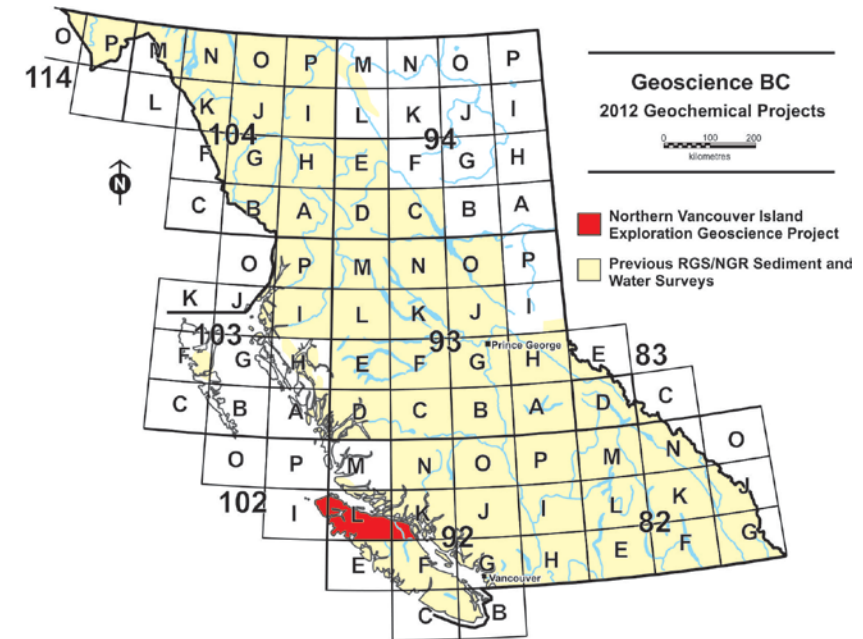 O P M N O P M N O P
114
L K J I L K J I
104 94
F G H E F G H
N
C B A D C B A
O P M N O P
K J I L K J I
103 93 Prince George
F G H E F G H E 83
C B A D C B A D C
O P M N O P M N O
102
I L K J I L K J
92 82
E F G H E F G
Vancouver
C B
Geoscience BC
2012 Geochemical Projects
0 100 200
kilometres
Northern Vancouver Island
Exploration Geoscience Project
Previous RGS/NGR Sediment and
Water Surveys